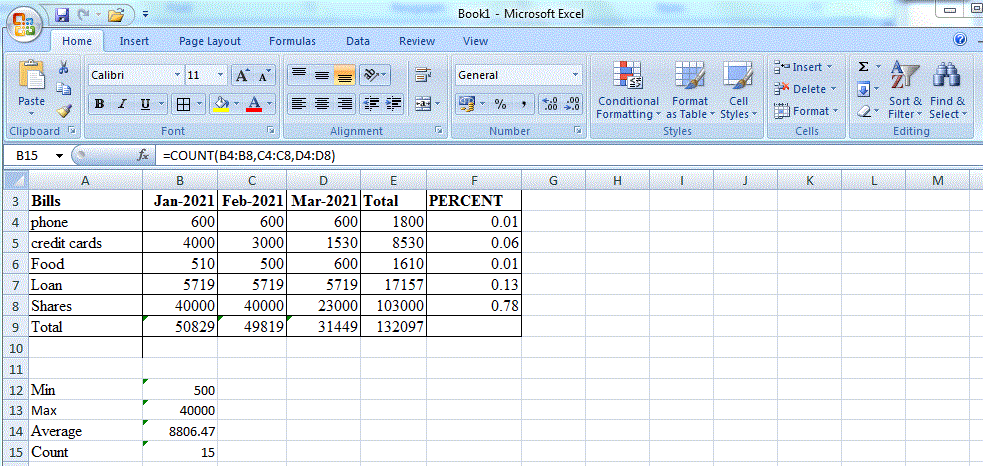 Book1 - Microsoft Excel
Home Insert Page Layout Formulas Data Review View
Calibri 11 A A General Insert Σ
Paste B I U A % , .0 .00 .00 .0 Conditional Formatting as Table Cell Styles Delete Sort & Filter Find & Select
Format Format
Clipboard Font Alignment Number Styles Cells Editing
B15 fx =COUNT(B4:B8,C4:C8,D4:D8)
A B C D E F G H I J K L M
3 Bills Jan-2021 Feb-2021 Mar-2021 Total PERCENT
4 phone 600 600 600 1800 0.01
5 credit cards 4000 3000 1530 8530 0.06
6 Food 510 500 600 1610 0.01
7 Loan 5719 5719 5719 17157 0.13
8 Shares 40000 40000 23000 103000 0.78
9 Total 50829 49819 31449 132097
10
11
12 Min 500
13 Max 40000
14 Average 8806.47
15 Count 15